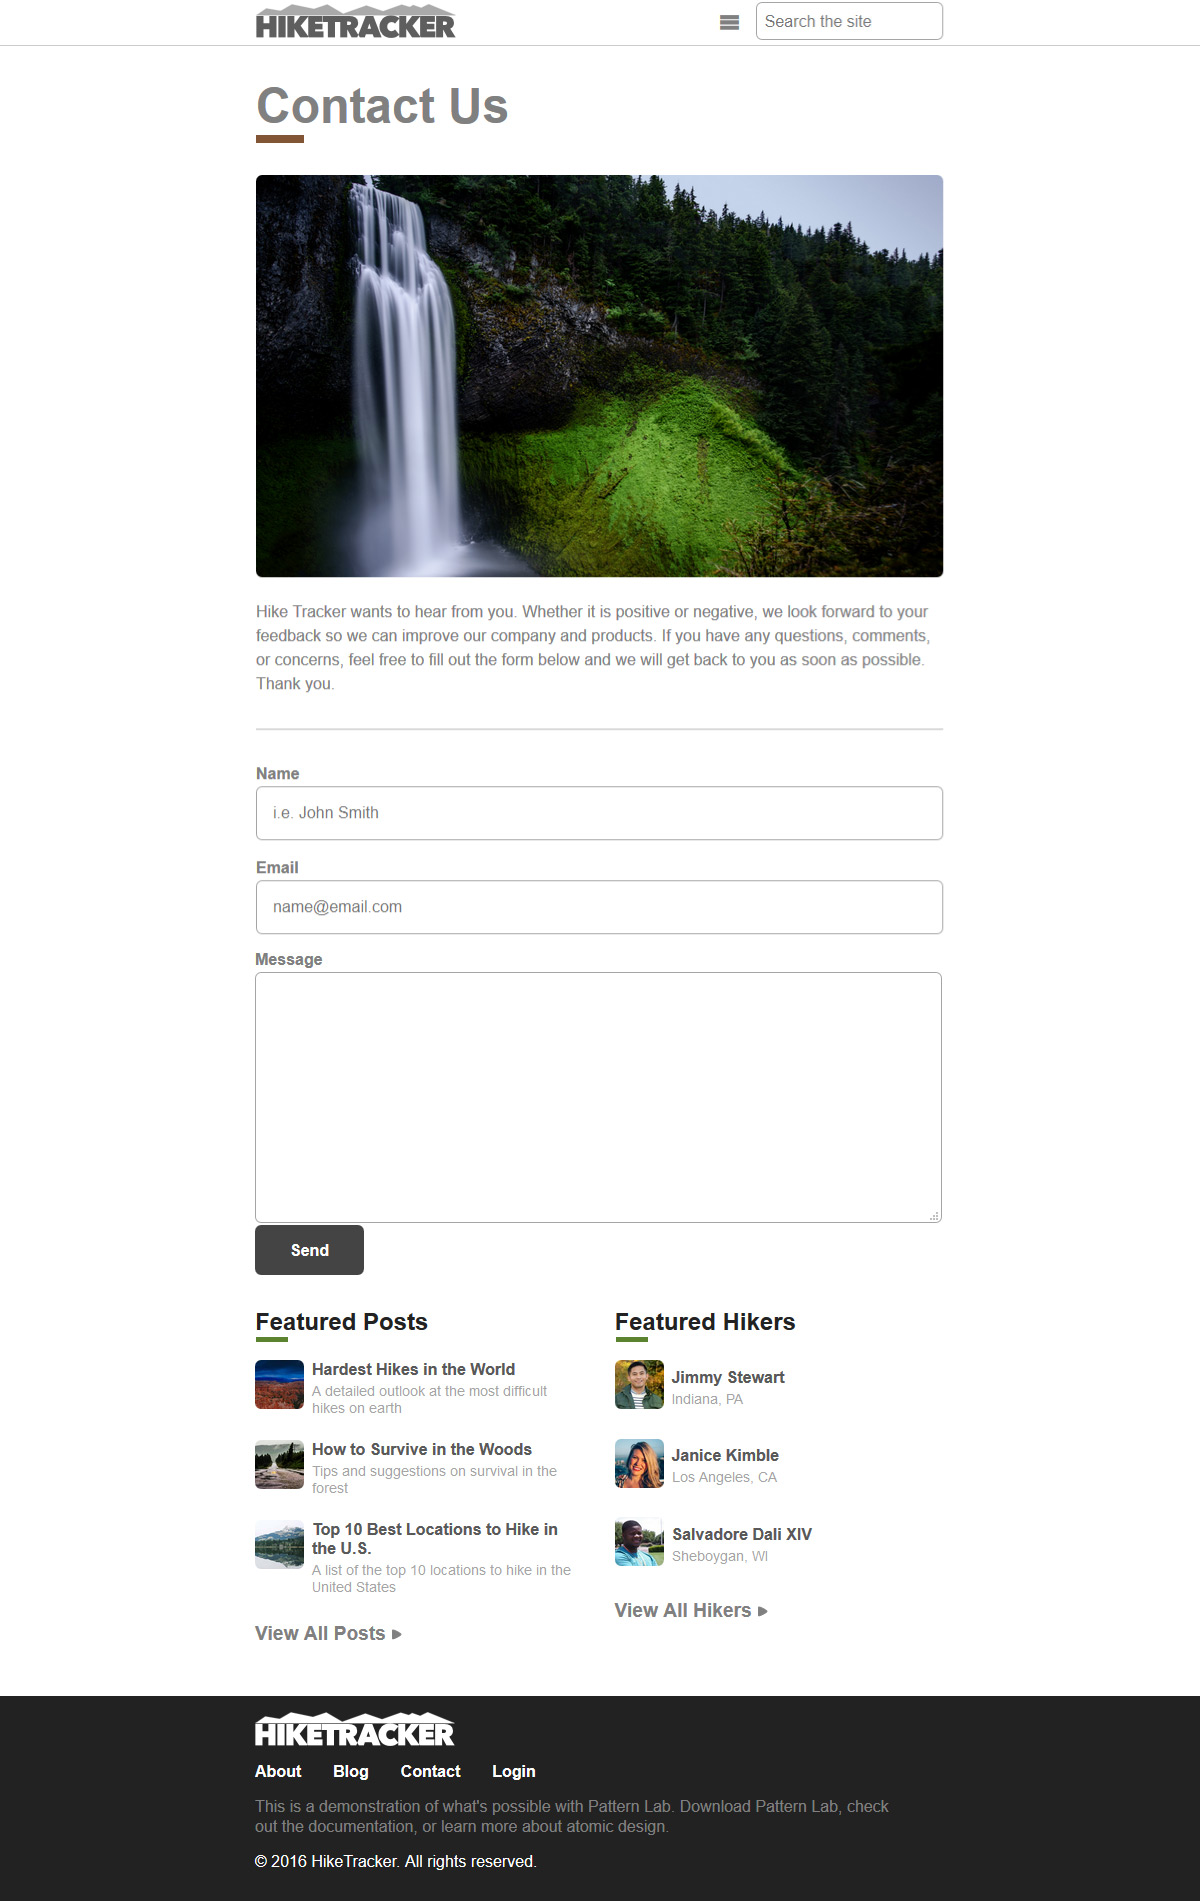 HIKETRACKER
Search the site
Contact Us
Hike Tracker wants to hear from you. Whether it is positive or negative, we look forward to your
feedback so we can improve our company and products. If you have any questions, comments,
or concerns, feel free to fill out the form below and we will get back to you as soon as possible.
Thank you.
Name
i.e. John Smith
Email
name@email.com
Message
Send
Featured Posts
Hardest Hikes in the World
A detailed outlook at the most difficult
hikes on earth
How to Survive in the Woods
Tips and suggestions on survival in the
forest
Top 10 Best Locations to Hike in
the U.S.
A list of the top 10 locations to hike in the
United States
View All Posts
Featured Hikers
Jimmy Stewart
Indiana, PA
Janice Kimble
Los Angeles, CA
Salvadore Dali XIV
Sheboygan, WI
View All Hikers
HIKETRACKER
About Blog Contact Login
This is a demonstration of what's possible with Pattern Lab. Download Pattern Lab, check
out the documentation, or learn more about atomic design.
© 2016 HikeTracker. All rights reserved.